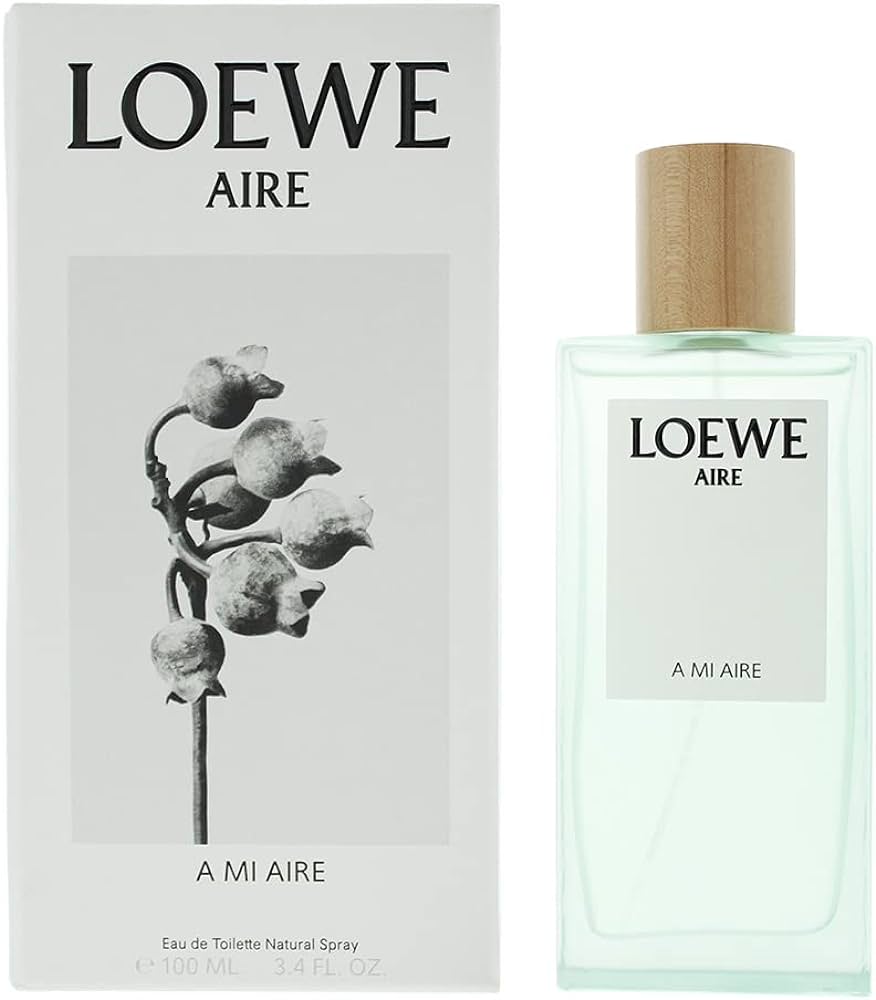 LOEWE
AIRE
A MI AIRE
Eau de Toilette Natural Spray
℮ 100 ML 3.4 FL. OZ.
LOEWE
AIRE
A MI AIRE